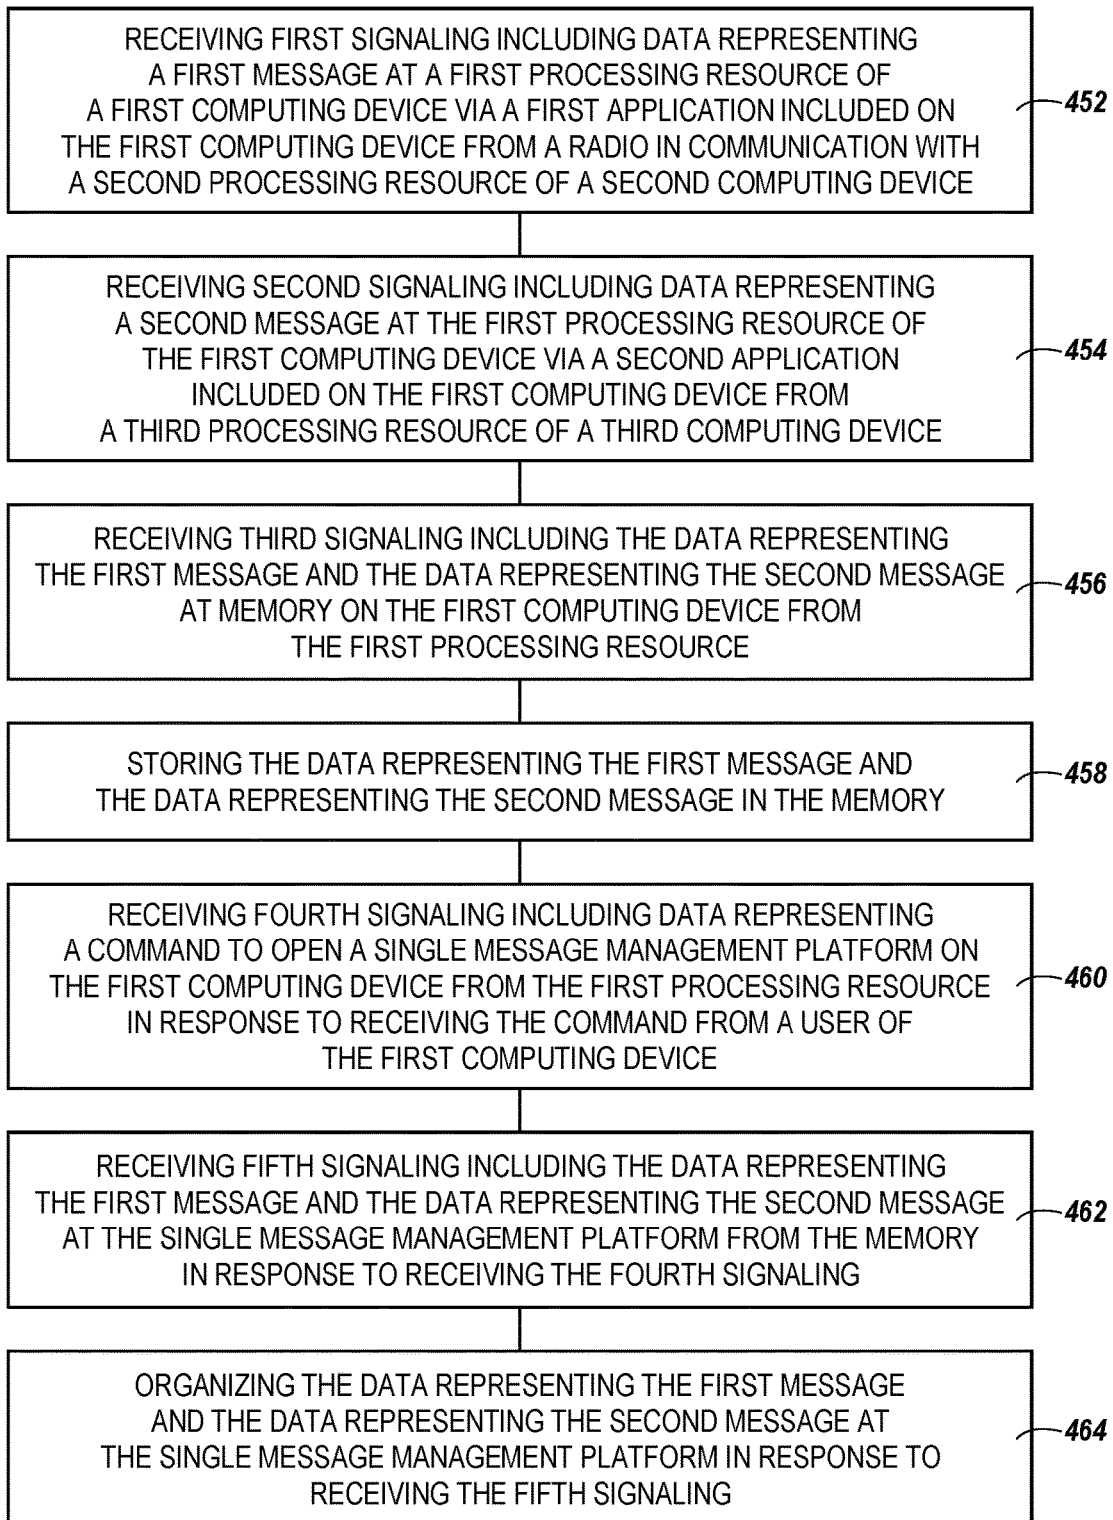 RECEIVING FIRST SIGNALING INCLUDING DATA REPRESENTING
A FIRST MESSAGE AT A FIRST PROCESSING RESOURCE OF
A FIRST COMPUTING DEVICE VIA A FIRST APPLICATION INCLUDED ON
THE FIRST COMPUTING DEVICE FROM A RADIO IN COMMUNICATION WITH
A SECOND PROCESSING RESOURCE OF A SECOND COMPUTING DEVICE
452
RECEIVING SECOND SIGNALING INCLUDING DATA REPRESENTING
A SECOND MESSAGE AT THE FIRST PROCESSING RESOURCE OF
THE FIRST COMPUTING DEVICE VIA A SECOND APPLICATION
INCLUDED ON THE FIRST COMPUTING DEVICE FROM
A THIRD PROCESSING RESOURCE OF A THIRD COMPUTING DEVICE
454
RECEIVING THIRD SIGNALING INCLUDING THE DATA REPRESENTING
THE FIRST MESSAGE AND THE DATA REPRESENTING THE SECOND MESSAGE
AT MEMORY ON THE FIRST COMPUTING DEVICE FROM
THE FIRST PROCESSING RESOURCE
456
STORING THE DATA REPRESENTING THE FIRST MESSAGE AND
THE DATA REPRESENTING THE SECOND MESSAGE IN THE MEMORY
458
RECEIVING FOURTH SIGNALING INCLUDING DATA REPRESENTING
A COMMAND TO OPEN A SINGLE MESSAGE MANAGEMENT PLATFORM ON
THE FIRST COMPUTING DEVICE FROM THE FIRST PROCESSING RESOURCE
IN RESPONSE TO RECEIVING THE COMMAND FROM A USER OF
THE FIRST COMPUTING DEVICE
460
RECEIVING FIFTH SIGNALING INCLUDING THE DATA REPRESENTING
THE FIRST MESSAGE AND THE DATA REPRESENTING THE SECOND MESSAGE
AT THE SINGLE MESSAGE MANAGEMENT PLATFORM FROM THE MEMORY
IN RESPONSE TO RECEIVING THE FOURTH SIGNALING
462
ORGANIZING THE DATA REPRESENTING THE FIRST MESSAGE
AND THE DATA REPRESENTING THE SECOND MESSAGE AT
THE SINGLE MESSAGE MANAGEMENT PLATFORM IN RESPONSE TO
RECEIVING THE FIFTH SIGNALING
464